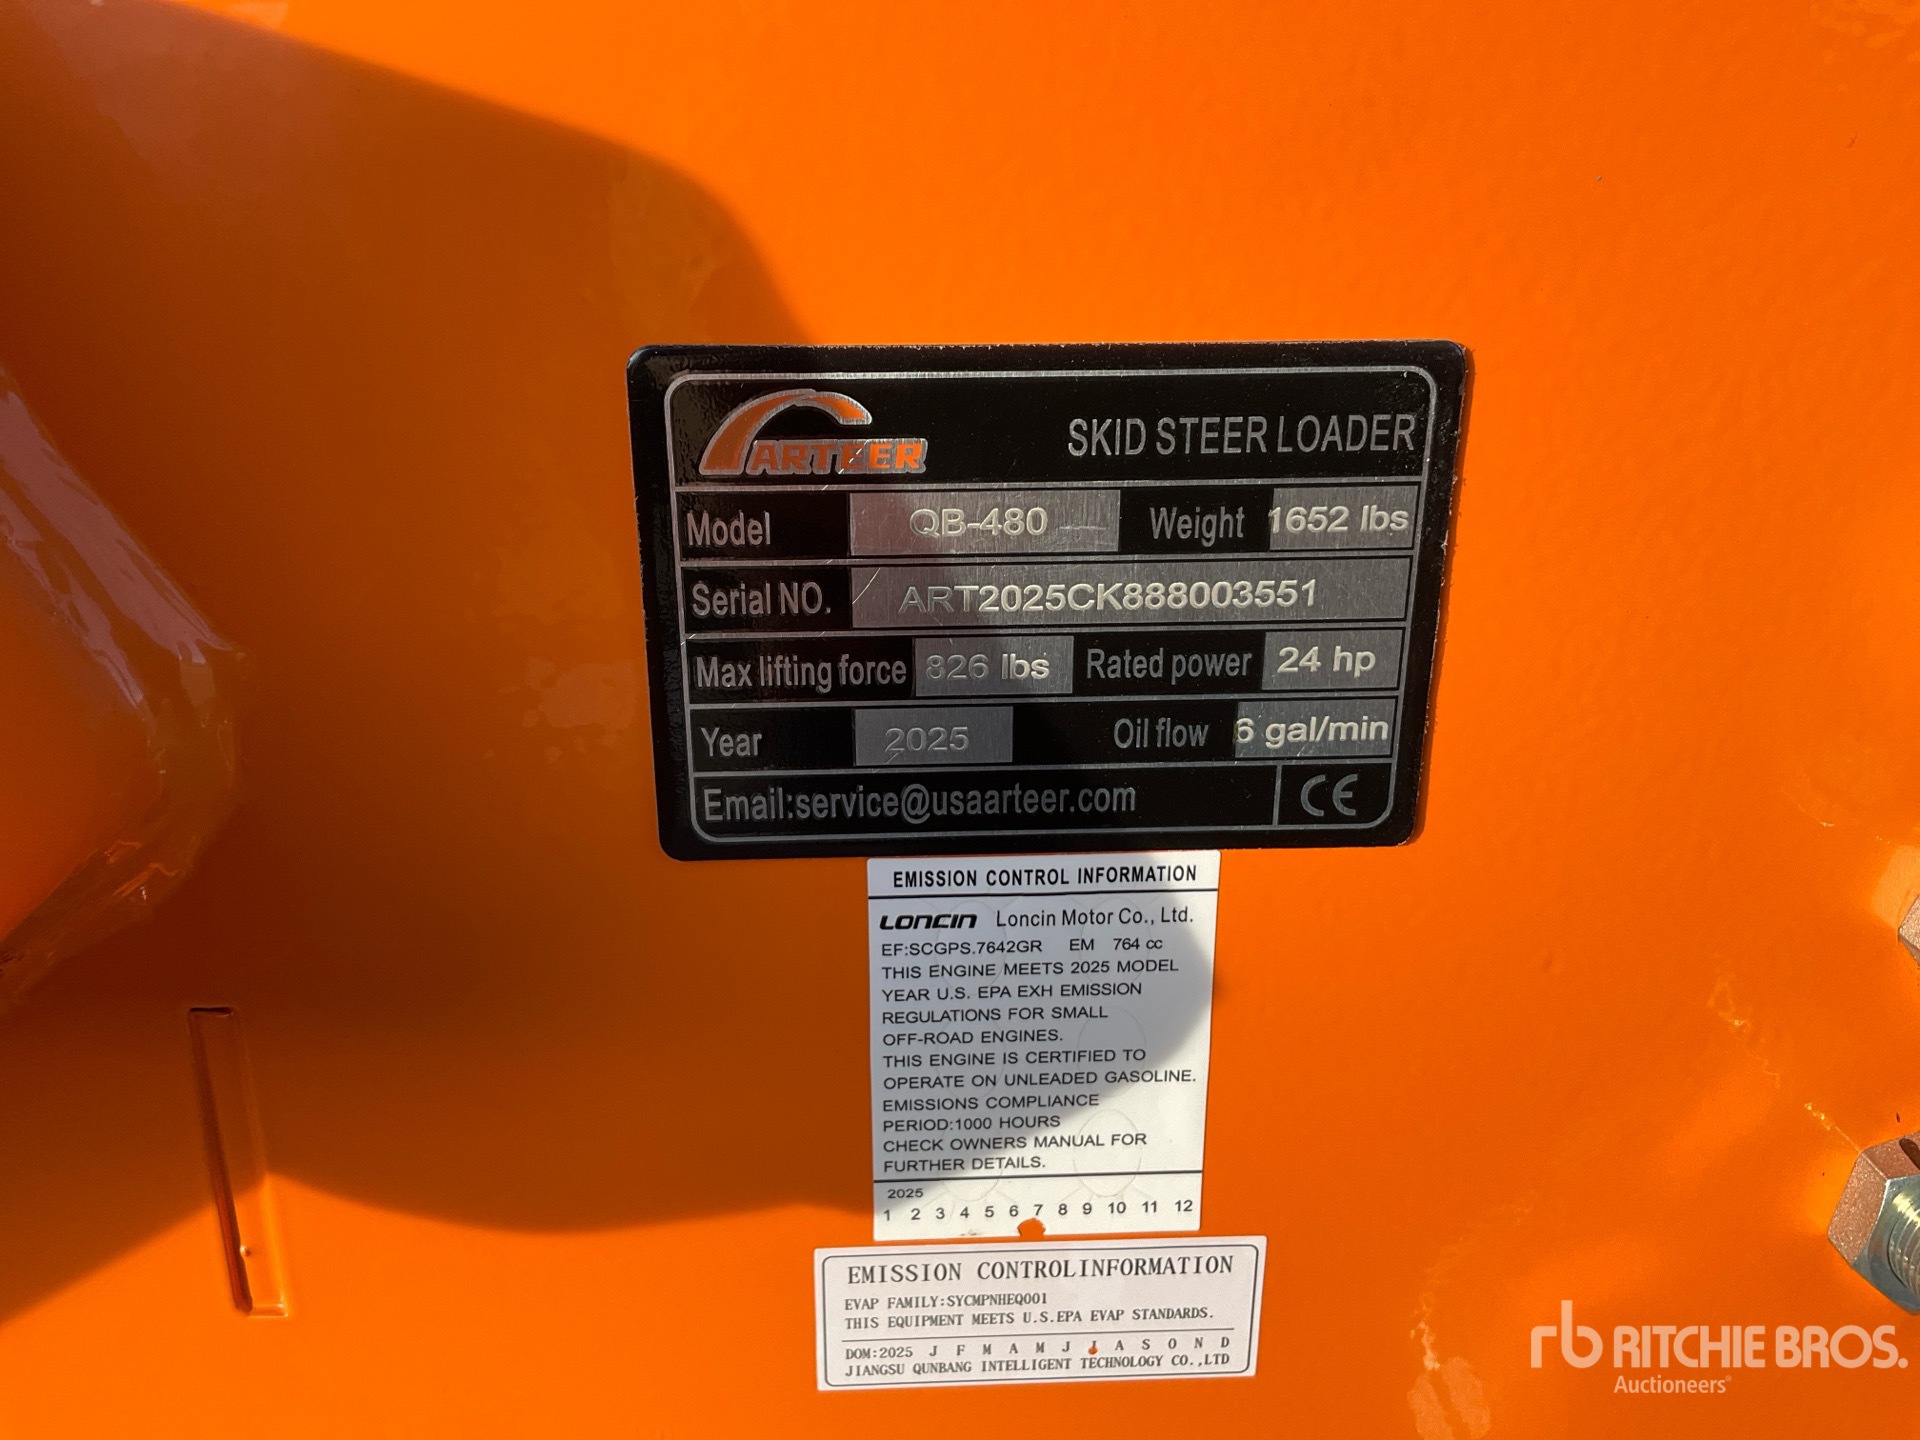 ARTEER SKID STEER LOADER
Model QB-480 Weight 1652 lbs
Serial NO. ART2025CK888003551
Max lifting force 826 lbs Rated power 24 hp
Year 2025 Oil flow 6 gal/min
Email:service@usaarteer.com CE
EMISSION CONTROL INFORMATION
LONCIN Loncin Motor Co., Ltd.
EF:SCGPS.7642GR EM 764 cc
THIS ENGINE MEETS 2025 MODEL
YEAR U.S. EPA EXH EMISSION
REGULATIONS FOR SMALL
OFF-ROAD ENGINES.
THIS ENGINE IS CERTIFIED TO
OPERATE ON UNLEADED GASOLINE.
EMISSIONS COMPLIANCE
PERIOD:1000 HOURS
CHECK OWNERS MANUAL FOR
FURTHER DETAILS.
2025
1 2 3 4 5 6 7 8 9 10 11 12
EMISSION CONTROLINFORMATION
EVAP FAMILY:SYCMPNHEQ001
THIS EQUIPMENT MEETS U.S.EPA EVAP STANDARDS.
DOM:2025 J F M A M J J A S O N D
JIANGSU QUNBANG INTELLIGENT TECHNOLOGY CO.,LTD
rb RITCHIE BROS.
Auctioneers